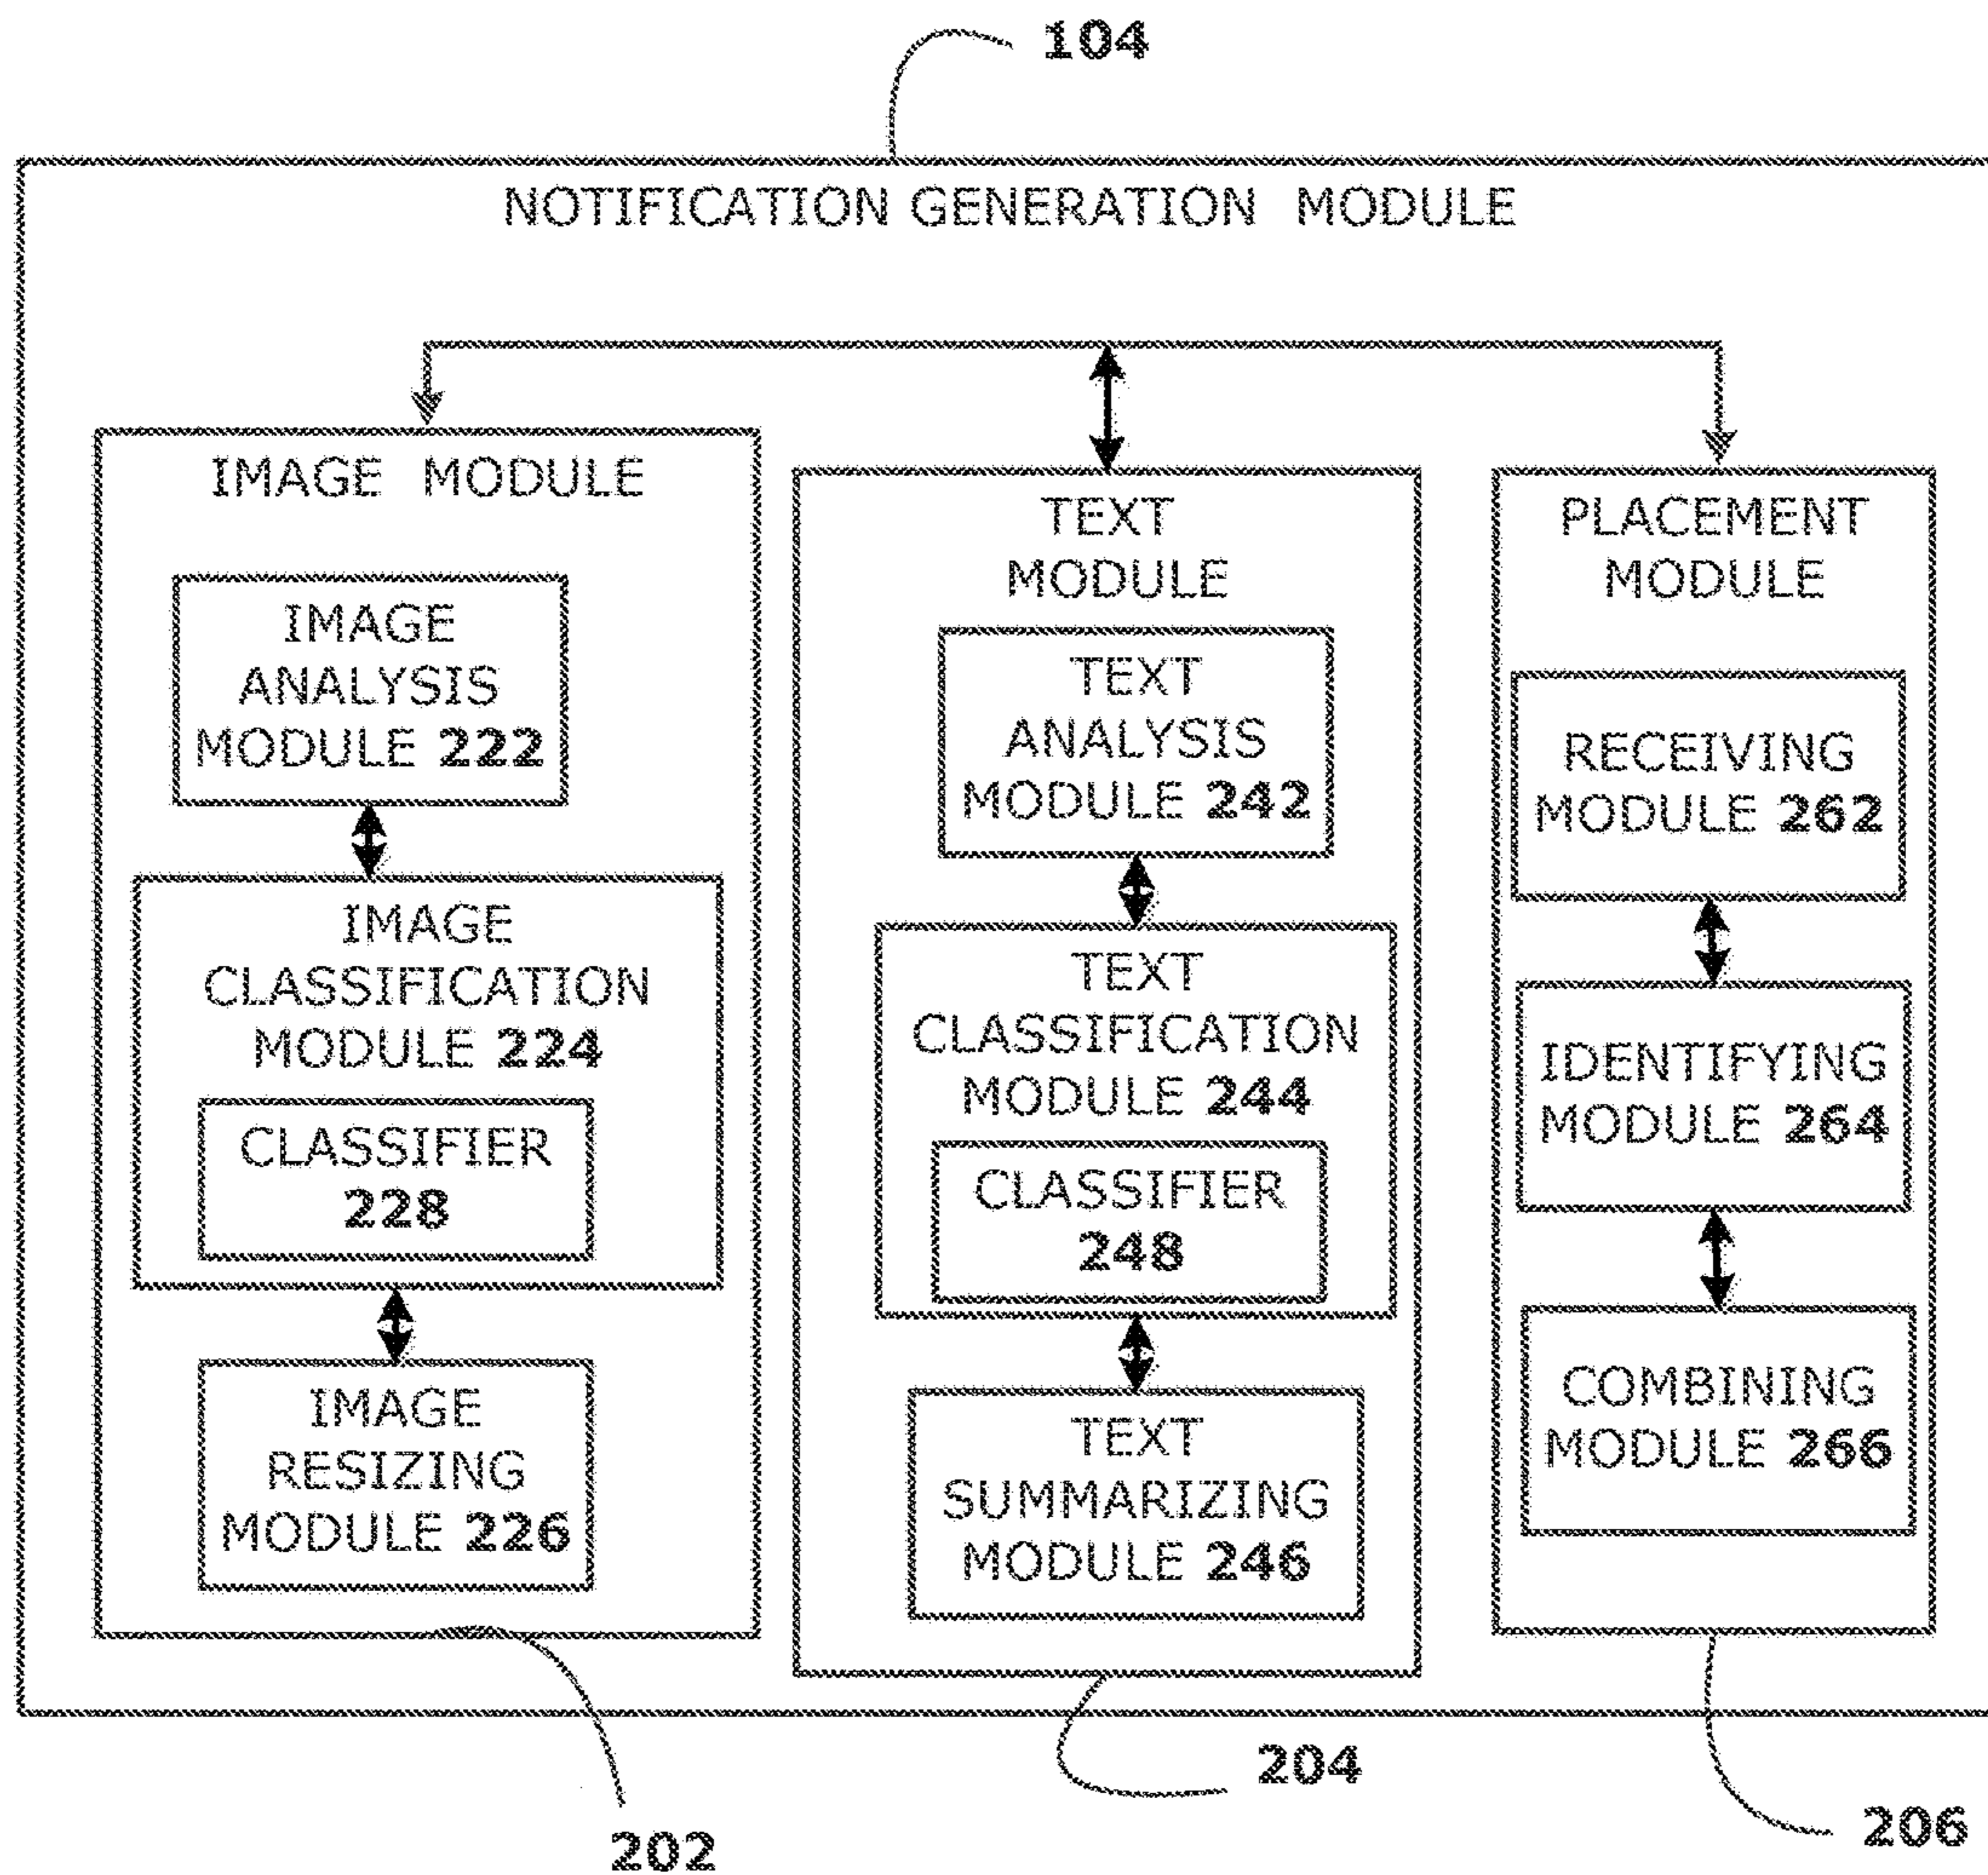 104
NOTIFICATION GENERATION MODULE
IMAGE MODULE
IMAGE
ANALYSIS
MODULE 222
IMAGE
CLASSIFICATION
MODULE 224
CLASSIFIER
228
IMAGE
RESIZING
MODULE 226
TEXT
MODULE
TEXT
ANALYSIS
MODULE 242
TEXT
CLASSIFICATION
MODULE 244
CLASSIFIER
248
TEXT
SUMMARIZING
MODULE 246
PLACEMENT
MODULE
RECEIVING
MODULE 262
IDENTIFYING
MODULE 264
COMBINING
MODULE 266
202
204
206